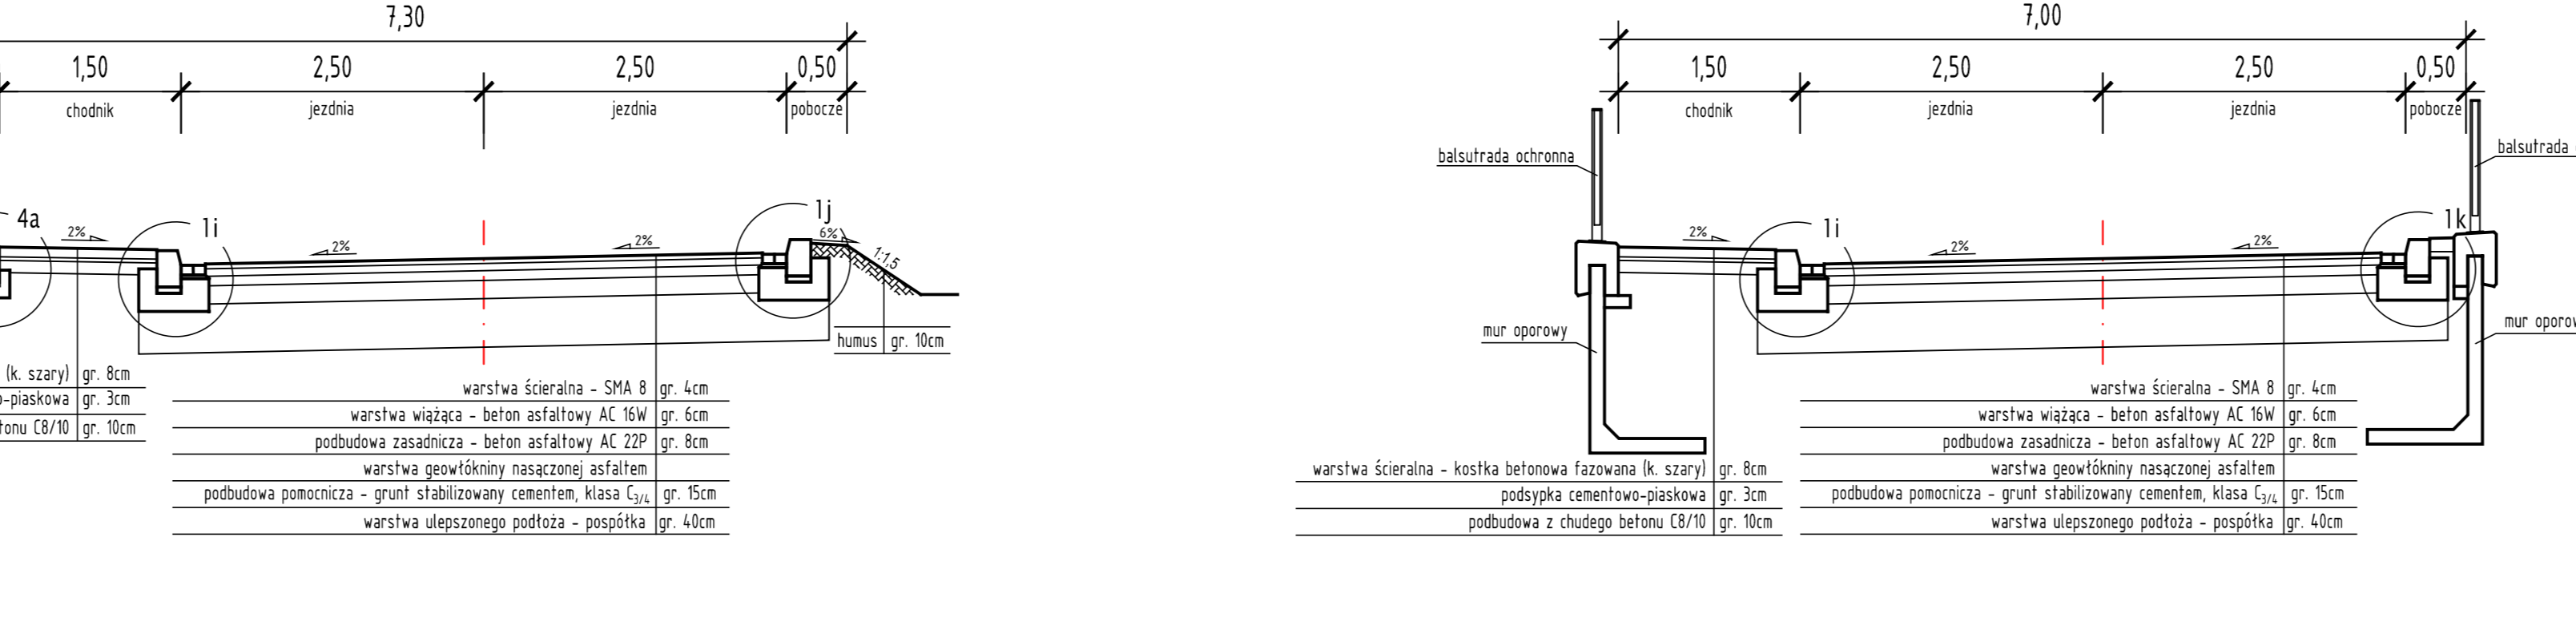 7,30
1,50
2,50
2,50
0,50
chodnik
jezdnia
jezdnia
pobocze
4a
2%
1i
2%
2%
1j
6%
1:1,5
humus gr. 10cm
(k. szary) gr. 8cm
o-piaskowa gr. 3cm
tonu C8/10 gr. 10cm
warstwa ścieralna - SMA 8 gr. 4cm
warstwa wiążąca - beton asfaltowy AC 16W gr. 6cm
podbudowa zasadnicza - beton asfaltowy AC 22P gr. 8cm
warstwa geowłókniny nasączonej asfaltem
podbudowa pomocnicza - grunt stabilizowany cementem, klasa C3/4 gr. 15cm
warstwa ulepszonego podłoża - pospółka gr. 40cm
7,00
1,50
2,50
2,50
0,50
chodnik
jezdnia
jezdnia
pobocze
balsutrada ochronna
balsutrada
2%
1i
2%
2%
1k
mur oporowy
mur oporow
warstwa ścieralna - kostka betonowa fazowana (k. szary) gr. 8cm
podsypka cementowo-piaskowa gr. 3cm
podbudowa z chudego betonu C8/10 gr. 10cm
warstwa ścieralna - SMA 8 gr. 4cm
warstwa wiążąca - beton asfaltowy AC 16W gr. 6cm
podbudowa zasadnicza - beton asfaltowy AC 22P gr. 8cm
warstwa geowłókniny nasączonej asfaltem
podbudowa pomocnicza - grunt stabilizowany cementem, klasa C3/4 gr. 15cm
warstwa ulepszonego podłoża - pospółka gr. 40cm